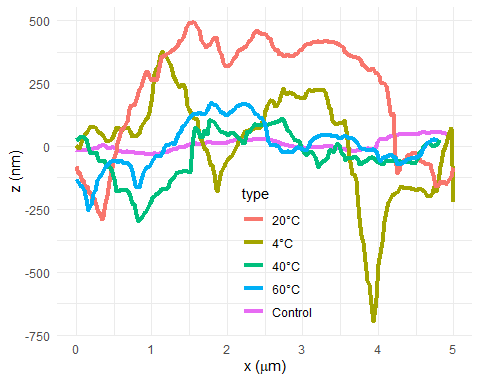 500
250
0
-250
-500
-750
z (nm)
type
20°C
4°C
40°C
60°C
Control
0
1
2
3
4
5
x (μm)